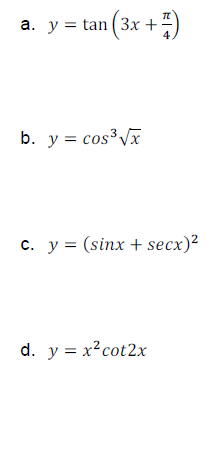 a. y = tan(3x + π/4)
b. y = cos³√x
c. y = (sinx + secx)²
d. y = x²cot2x